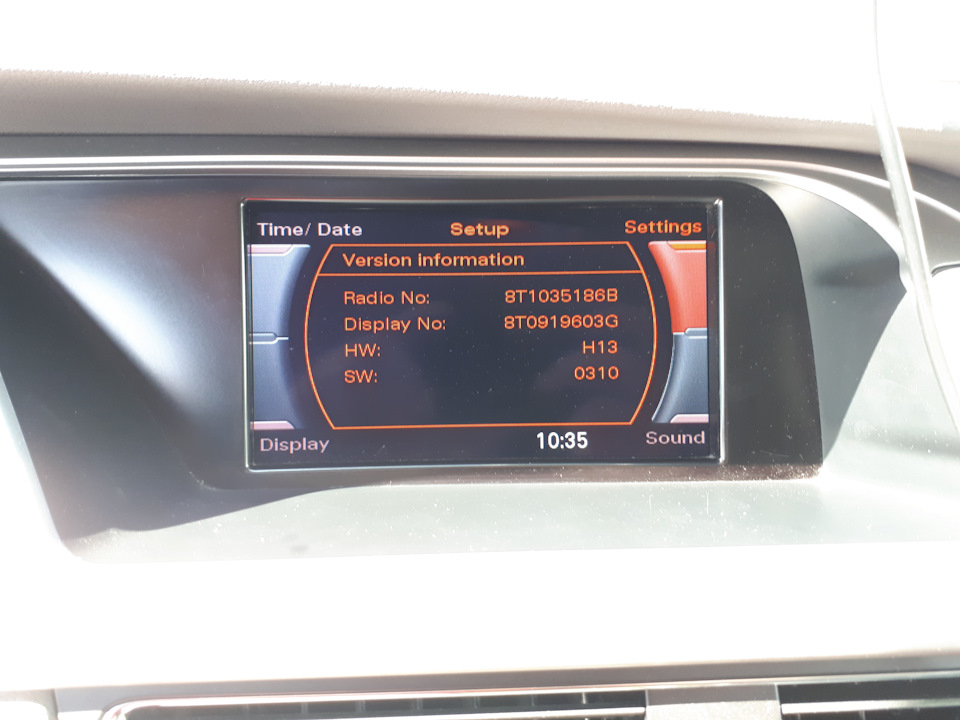 Time/ Date Setup Settings
Version information
Radio No: 8T1035186B
Display No: 8T0919603G
HW: H13
SW: 0310
Display 10:35 Sound